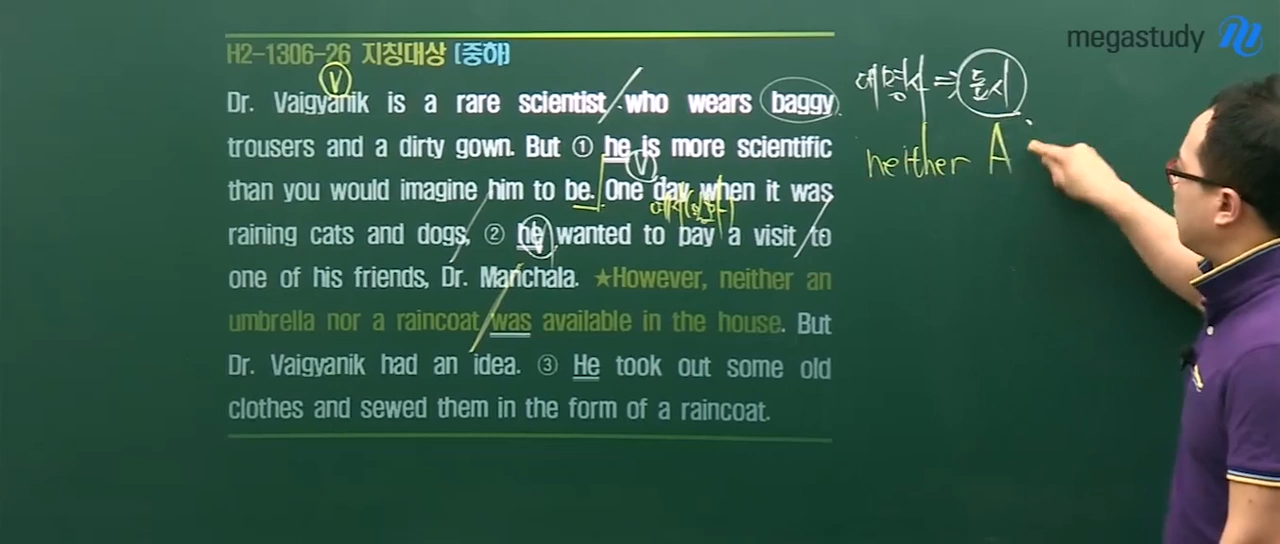 megastudy
H2-1306-26 지칭대상 [중하]
Dr. Vaigyanik is a rare scientist who wears baggy
trousers and a dirty gown. But ① he is more scientific
than you would imagine him to be. One day when it was
raining cats and dogs, ② he wanted to pay a visit to
one of his friends, Dr. Manchala. ★However, neither an
umbrella nor a raincoat was available in the house. But
Dr. Vaigyanik had an idea. ③ He took out some old
clothes and sewed them in the form of a raincoat.
V
V
V
⇒ 동시
neither A